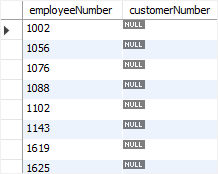 employeeNumber customerNumber
1002 NULL
1056 NULL
1076 NULL
1088 NULL
1102 NULL
1143 NULL
1619 NULL
1625 NULL